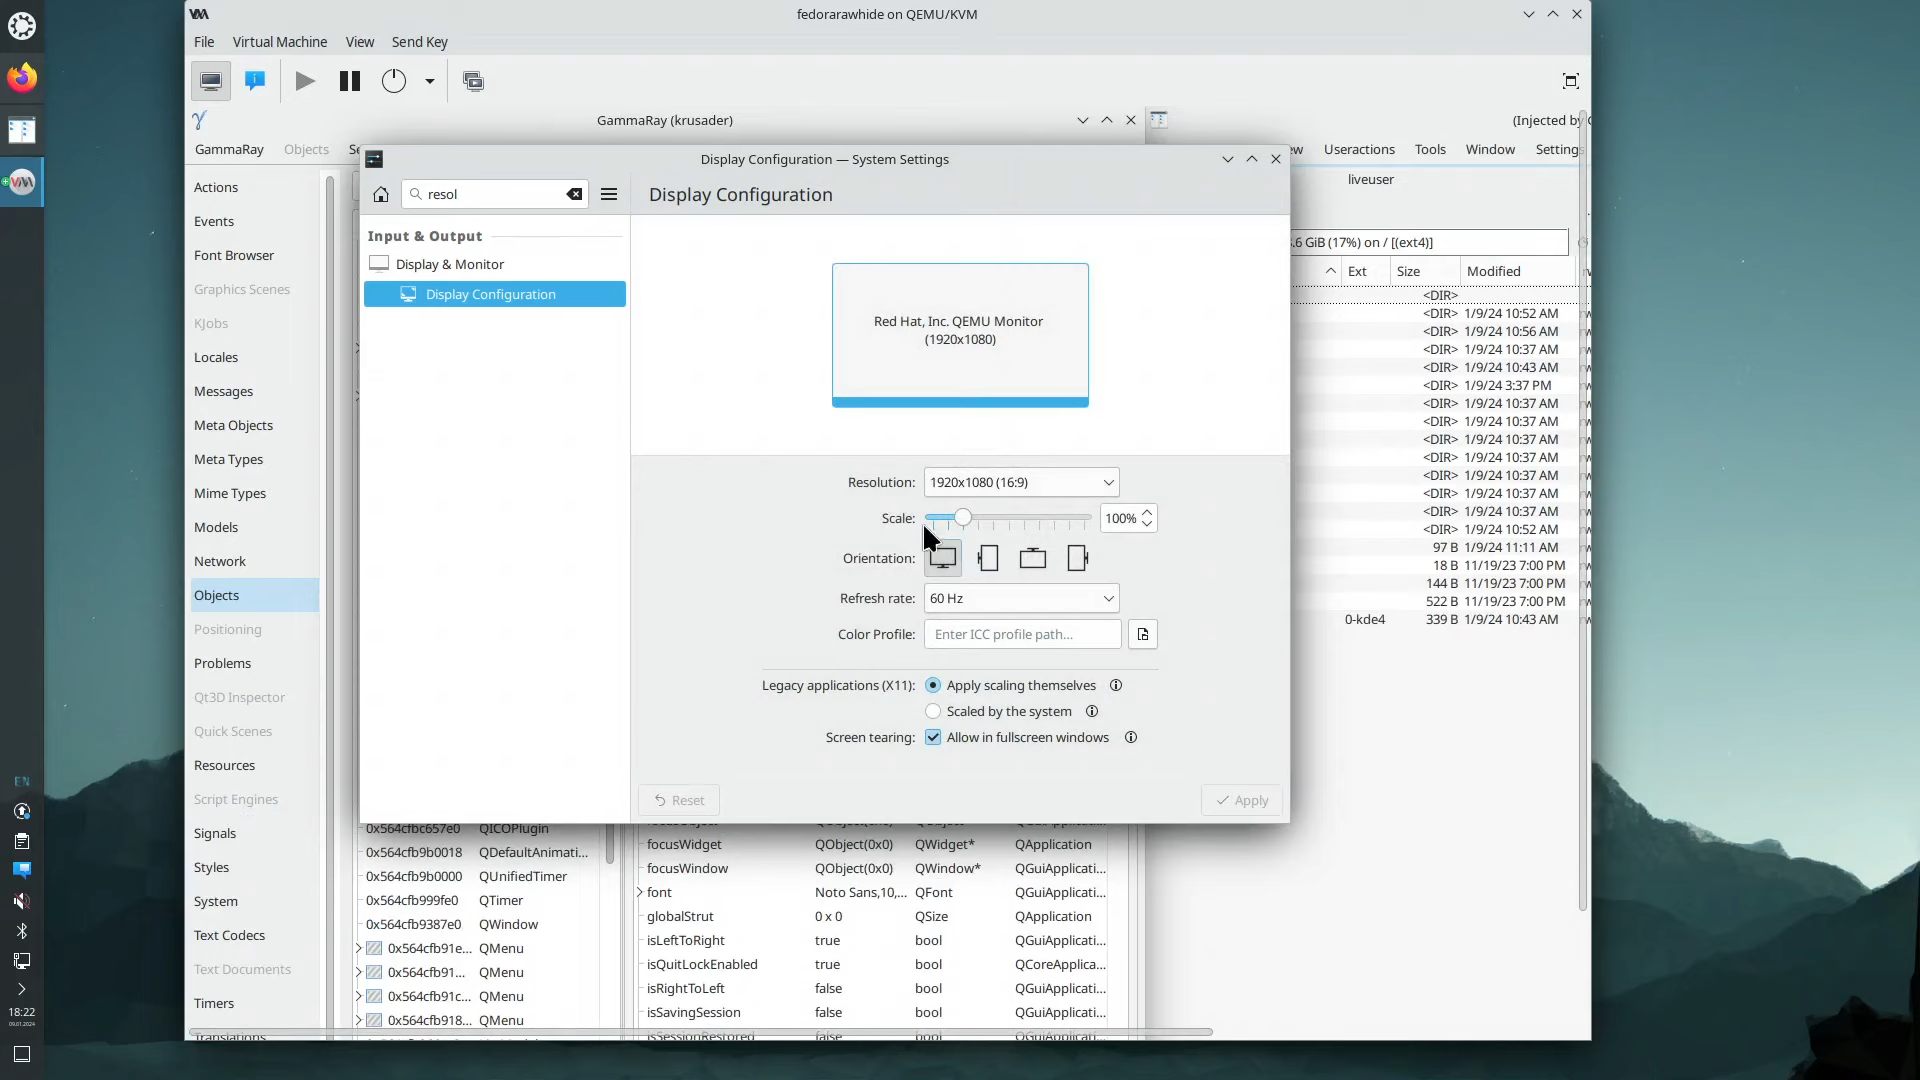 fedorarawhide on QEMU/KVM
File Virtual Machine View Send Key
GammaRay (krusader)
(Injected by
GammaRay Objects
Useractions Tools Window Settings
liveuser
Display Configuration — System Settings
resol
Display Configuration
Input & Output
Display & Monitor
Display Configuration
Red Hat, Inc. QEMU Monitor
(1920x1080)
Resolution: 1920x1080 (16:9)
Scale: 100%
Orientation:
Refresh rate: 60 Hz
Color Profile: Enter ICC profile path...
Legacy applications (X11): Apply scaling themselves
Scaled by the system
Screen tearing: Allow in fullscreen windows
Reset Apply
Actions
Events
Font Browser
Graphics Scenes
KJobs
Locales
Messages
Meta Objects
Meta Types
Mime Types
Models
Network
Objects
Positioning
Problems
Qt3D Inspector
Quick Scenes
Resources
Script Engines
Signals
Styles
System
Text Codecs
Text Documents
Timers
Translations
.6 GiB (17%) on / [(ext4)]
Ext Size Modified
<DIR>
<DIR> 1/9/24 10:52 AM
<DIR> 1/9/24 10:56 AM
<DIR> 1/9/24 10:37 AM
<DIR> 1/9/24 10:43 AM
<DIR> 1/9/24 3:37 PM
<DIR> 1/9/24 10:37 AM
<DIR> 1/9/24 10:37 AM
<DIR> 1/9/24 10:37 AM
<DIR> 1/9/24 10:37 AM
<DIR> 1/9/24 10:37 AM
<DIR> 1/9/24 10:37 AM
<DIR> 1/9/24 10:37 AM
<DIR> 1/9/24 10:52 AM
97 B 1/9/24 11:11 AM
18 B 11/19/23 7:00 PM
144 B 11/19/23 7:00 PM
522 B 11/19/23 7:00 PM
0-kde4 339 B 1/9/24 10:43 AM
0x564cfbc657e0 QICOPlugin
0x564cfb9b0018 QDefaultAnimati...
0x564cfb9b0000 QUnifiedTimer
0x564cfb999fe0 QTimer
0x564cfb9387e0 QWindow
0x564cfb91e... QMenu
0x564cfb91... QMenu
0x564cfb91c... QMenu
0x564cfb918... QMenu
focusWidget QObject(0x0) QWidget* QApplication
focusWindow QObject(0x0) QWindow* QGuiApplicati...
font Noto Sans,10,... QFont QGuiApplicati...
globalStrut 0 x 0 QSize QApplication
isLeftToRight true bool QGuiApplicati...
isQuitLockEnabled true bool QCoreApplica...
isRightToLeft false bool QGuiApplicati...
isSavingSession false bool QGuiApplicati...
isSessionRestored false bool QGuiApplicati...
EN
18:22
09.01.2024